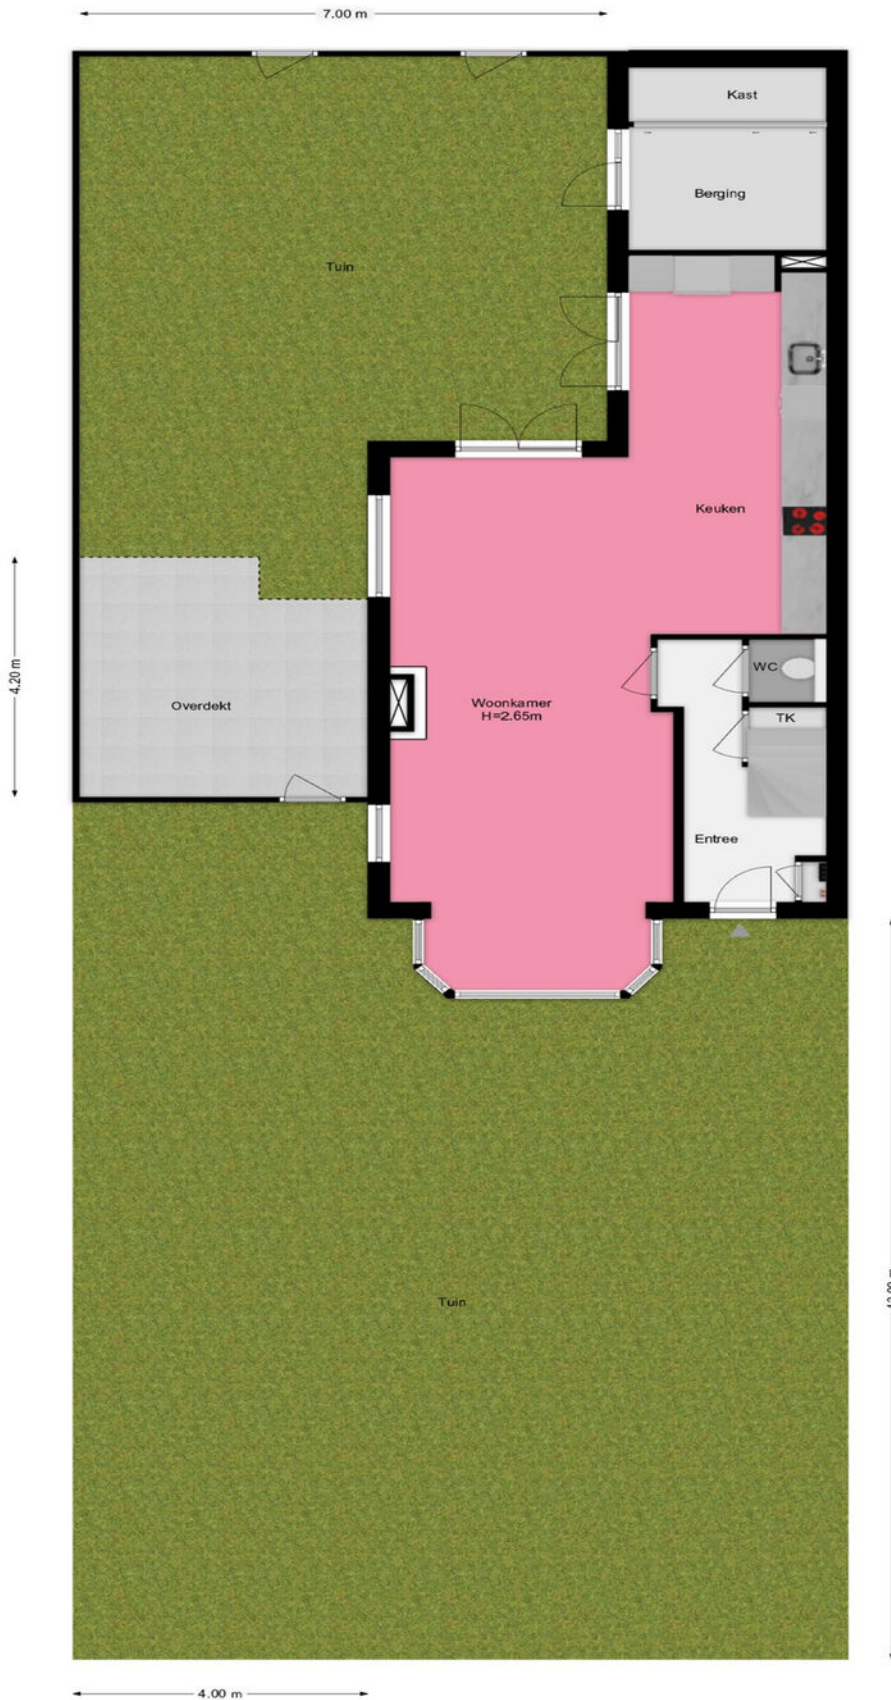 7.00 m
Kast
Berging
Tuin
Keuken
4.20 m
WC
Overdekt
Woonkamer
H=2.65m
TK
Entree
Tuin
4.00 m